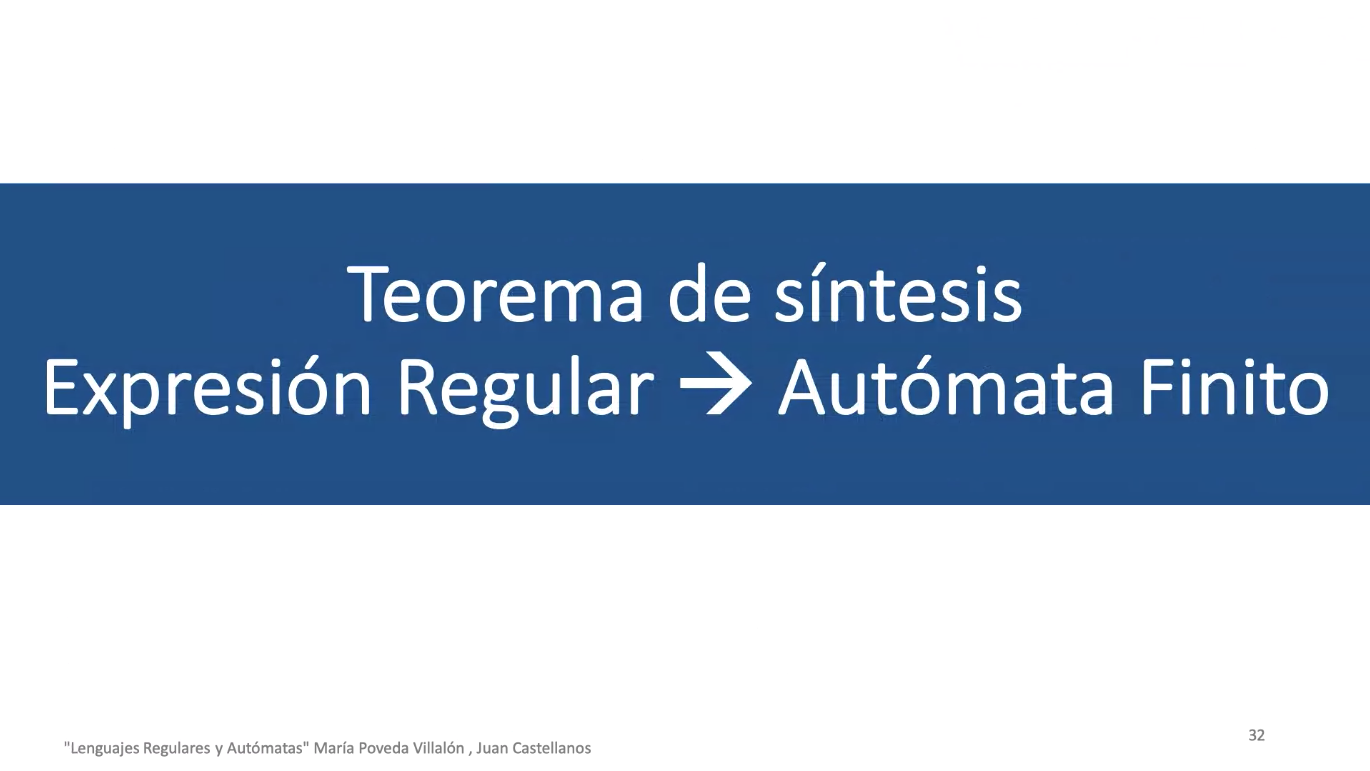 Teorema de síntesis
Expresión Regular → Autómata Finito
"Lenguajes Regulares y Autómatas" María Poveda Villalón , Juan Castellanos
32